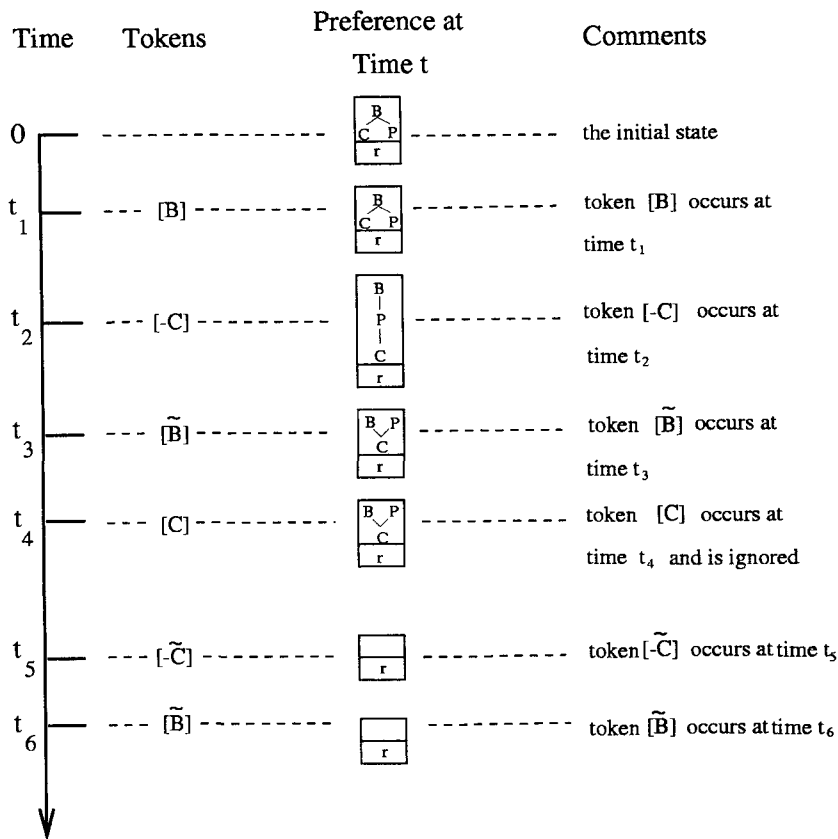 Time Tokens Preference at Time t Comments
0 B C P r the initial state
t₁ [B] B C P r token [B] occurs at
time t₁
t₂ [-C] B P C r token [-C] occurs at
time t₂
t₃ [B̃] B P C r token [B̃] occurs at
time t₃
t₄ [C] B P C r token [C] occurs at
time t₄ and is ignored
t₅ [-C̃] r token [-C̃] occurs at time t₅
t₆ [B̃] r token [B̃] occurs at time t₆